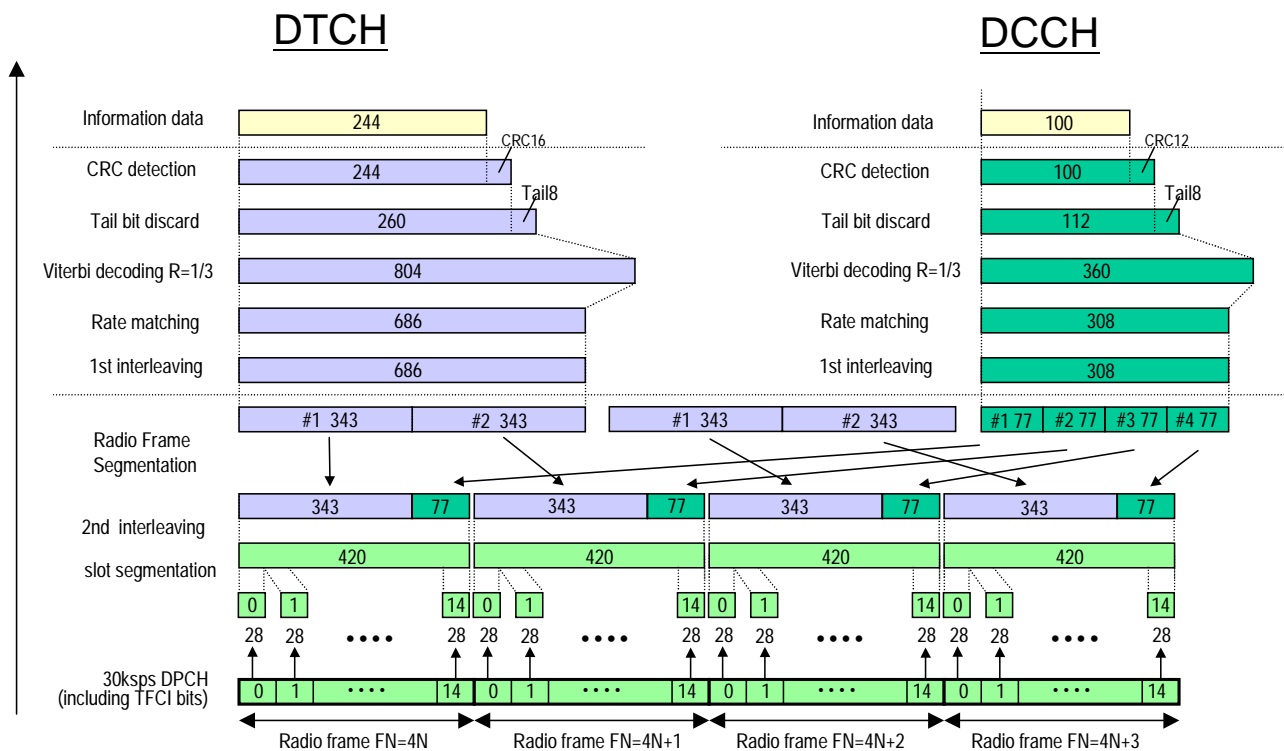 DTCH DCCH
Information data 244 Information data 100
CRC16 CRC12
CRC detection 244 CRC detection 100
Tail8 Tail8
Tail bit discard 260 Tail bit discard 112
Viterbi decoding R=1/3 804 Viterbi decoding R=1/3 360
Rate matching 686 Rate matching 308
1st interleaving 686 1st interleaving 308
#1 343 #2 343 #1 343 #2 343 #1 77 #2 77 #3 77 #4 77
Radio Frame
Segmentation
343 77 343 77 343 77 343 77
2nd interleaving
420 420 420 420
slot segmentation
0 1 14 0 1 14 0 1 14 0 1 14
28 28 •••• 28 28 28 •••• 28 28 28 •••• 28 28 28 •••• 28
30ksps DPCH
(including TFCI bits)
0 1 •••• 14 0 1 •••• 14 0 1 •••• 14 0 1 •••• 14
Radio frame FN=4N Radio frame FN=4N+1 Radio frame FN=4N+2 Radio frame FN=4N+3